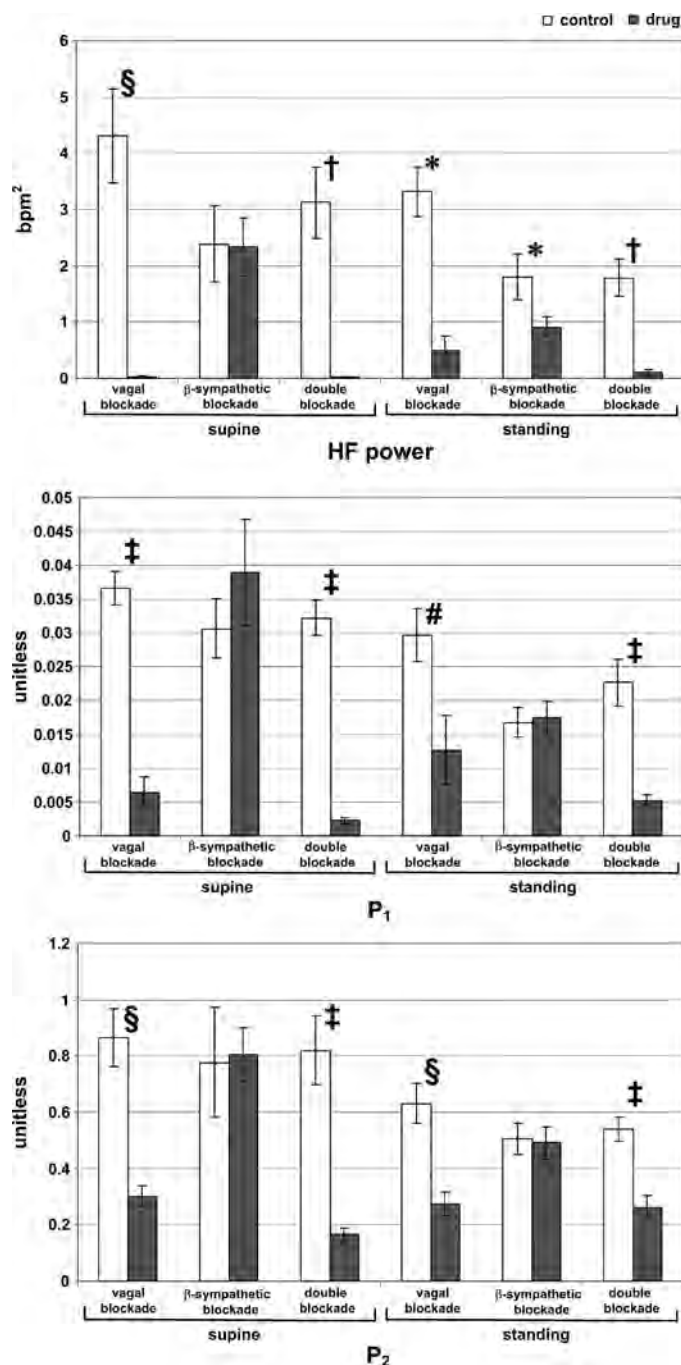 □ control ■ drug
6
5
4
3
2
1
0
bpm²
§
†
*
*
†
vagal blockade
β-sympathetic blockade
double blockade
vagal blockade
β-sympathetic blockade
double blockade
supine
standing
HF power
0.05
0.045
0.04
0.035
0.03
0.025
0.02
0.015
0.01
0.005
0
unitless
‡
‡
#
‡
vagal blockade
β-sympathetic blockade
double blockade
vagal blockade
β-sympathetic blockade
double blockade
supine
standing
P₁
1.2
1
0.8
0.6
0.4
0.2
0
unitless
§
‡
§
‡
vagal blockade
β-sympathetic blockade
double blockade
vagal blockade
β-sympathetic blockade
double blockade
supine
standing
P₂